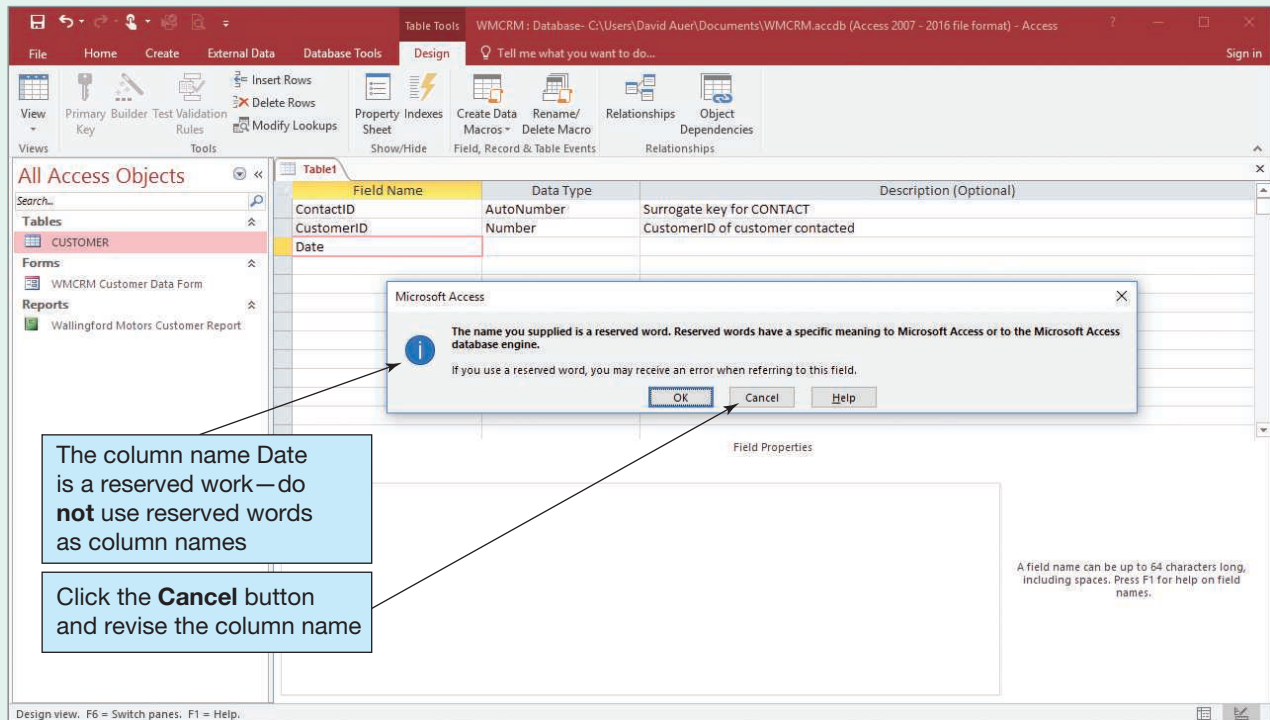 Table Tools
WMCRM : Database- C:\Users\David Auer\Documents\WMCRM.accdb (Access 2007 - 2016 file format) - Access
?
File Home Create External Data Database Tools Design Tell me what you want to do... Sign in
View
Views
Primary Key
Builder
Test Validation Rules
Insert Rows
Delete Rows
Modify Lookups
Tools
Property Sheet
Indexes
Show/Hide
Create Data Macros
Rename/ Delete Macro
Field, Record & Table Events
Relationships
Object Dependencies
Relationships
All Access Objects
Search...
Tables
CUSTOMER
Forms
WMCRM Customer Data Form
Reports
Wallingford Motors Customer Report
Table1
Field Name Data Type Description (Optional)
ContactID AutoNumber Surrogate key for CONTACT
CustomerID Number CustomerID of customer contacted
Date
Microsoft Access
The name you supplied is a reserved word. Reserved words have a specific meaning to Microsoft Access or to the Microsoft Access
database engine.
If you use a reserved word, you may receive an error when referring to this field.
OK Cancel Help
Field Properties
The column name Date
is a reserved work—do
not use reserved words
as column names
Click the Cancel button
and revise the column name
A field name can be up to 64 characters long,
including spaces. Press F1 for help on field
names.
Design view. F6 = Switch panes. F1 = Help.